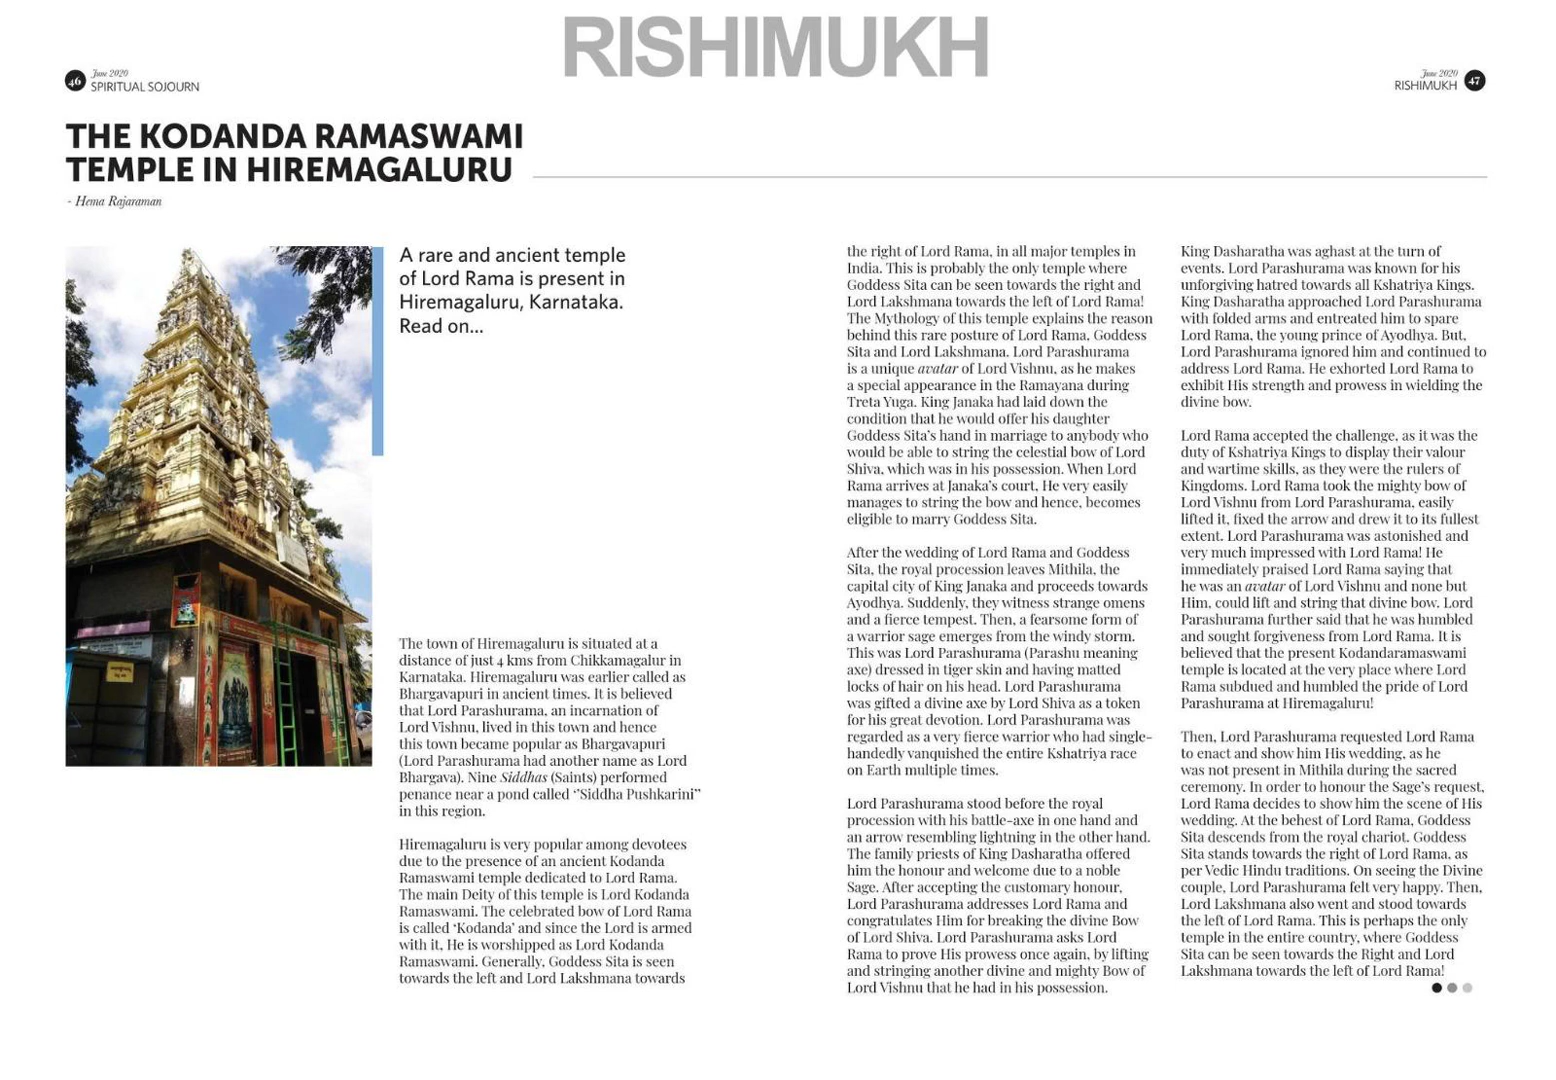 RISHIMUKH
46
June 2020
SPIRITUAL SOJOURN
June 2020
RISHIMUKH
47
THE KODANDA RAMASWAMI
TEMPLE IN HIREMAGALURU
- Hema Rajaraman
A rare and ancient temple
of Lord Rama is present in
Hiremagaluru, Karnataka.
Read on...
The town of Hiremagaluru is situated at a
distance of just 4 kms from Chikkamagalur in
Karnataka. Hiremagaluru was earlier called as
Bhargavapuri in ancient times. It is believed
that Lord Parashurama, an incarnation of
Lord Vishnu, lived in this town and hence
this town became popular as Bhargavapuri
(Lord Parashurama had another name as Lord
Bhargava). Nine Siddhas (Saints) performed
penance near a pond called ‘'Siddha Pushkarini”
in this region.
Hiremagaluru is very popular among devotees
due to the presence of an ancient Kodanda
Ramaswami temple dedicated to Lord Rama.
The main Deity of this temple is Lord Kodanda
Ramaswami. The celebrated bow of Lord Rama
is called ‘Kodanda’ and since the Lord is armed
with it, He is worshipped as Lord Kodanda
Ramaswami. Generally, Goddess Sita is seen
towards the left and Lord Lakshmana towards
the right of Lord Rama, in all major temples in
India. This is probably the only temple where
Goddess Sita can be seen towards the right and
Lord Lakshmana towards the left of Lord Rama!
The Mythology of this temple explains the reason
behind this rare posture of Lord Rama, Goddess
Sita and Lord Lakshmana. Lord Parashurama
is a unique avatar of Lord Vishnu, as he makes
a special appearance in the Ramayana during
Treta Yuga. King Janaka had laid down the
condition that he would offer his daughter
Goddess Sita’s hand in marriage to anybody who
would be able to string the celestial bow of Lord
Shiva, which was in his possession. When Lord
Rama arrives at Janaka’s court, He very easily
manages to string the bow and hence, becomes
eligible to marry Goddess Sita.
After the wedding of Lord Rama and Goddess
Sita, the royal procession leaves Mithila, the
capital city of King Janaka and proceeds towards
Ayodhya. Suddenly, they witness strange omens
and a fierce tempest. Then, a fearsome form of
a warrior sage emerges from the windy storm.
This was Lord Parashurama (Parashu meaning
axe) dressed in tiger skin and having matted
locks of hair on his head. Lord Parashurama
was gifted a divine axe by Lord Shiva as a token
for his great devotion. Lord Parashurama was
regarded as a very fierce warrior who had single-
handedly vanquished the entire Kshatriya race
on Earth multiple times.
Lord Parashurama stood before the royal
procession with his battle-axe in one hand and
an arrow resembling lightning in the other hand.
The family priests of King Dasharatha offered
him the honour and welcome due to a noble
Sage. After accepting the customary honour,
Lord Parashurama addresses Lord Rama and
congratulates Him for breaking the divine Bow
of Lord Shiva. Lord Parashurama asks Lord
Rama to prove His prowess once again, by lifting
and stringing another divine and mighty Bow of
Lord Vishnu that he had in his possession.
King Dasharatha was aghast at the turn of
events. Lord Parashurama was known for his
unforgiving hatred towards all Kshatriya Kings.
King Dasharatha approached Lord Parashurama
with folded arms and entreated him to spare
Lord Rama, the young prince of Ayodhya. But,
Lord Parashurama ignored him and continued to
address Lord Rama. He exhorted Lord Rama to
exhibit His strength and prowess in wielding the
divine bow.
Lord Rama accepted the challenge, as it was the
duty of Kshatriya Kings to display their valour
and wartime skills, as they were the rulers of
Kingdoms. Lord Rama took the mighty bow of
Lord Vishnu from Lord Parashurama, easily
lifted it, fixed the arrow and drew it to its fullest
extent. Lord Parashurama was astonished and
very much impressed with Lord Rama! He
immediately praised Lord Rama saying that
he was an avatar of Lord Vishnu and none but
Him, could lift and string that divine bow. Lord
Parashurama further said that he was humbled
and sought forgiveness from Lord Rama. It is
believed that the present Kodandaramaswami
temple is located at the very place where Lord
Rama subdued and humbled the pride of Lord
Parashurama at Hiremagaluru!
Then, Lord Parashurama requested Lord Rama
to enact and show him His wedding, as he
was not present in Mithila during the sacred
ceremony. In order to honour the Sage’s request,
Lord Rama decides to show him the scene of His
wedding. At the behest of Lord Rama, Goddess
Sita descends from the royal chariot. Goddess
Sita stands towards the right of Lord Rama, as
per Vedic Hindu traditions. On seeing the Divine
couple, Lord Parashurama felt very happy. Then,
Lord Lakshmana also went and stood towards
the left of Lord Rama. This is perhaps the only
temple in the entire country, where Goddess
Sita can be seen towards the Right and Lord
Lakshmana towards the left of Lord Rama!